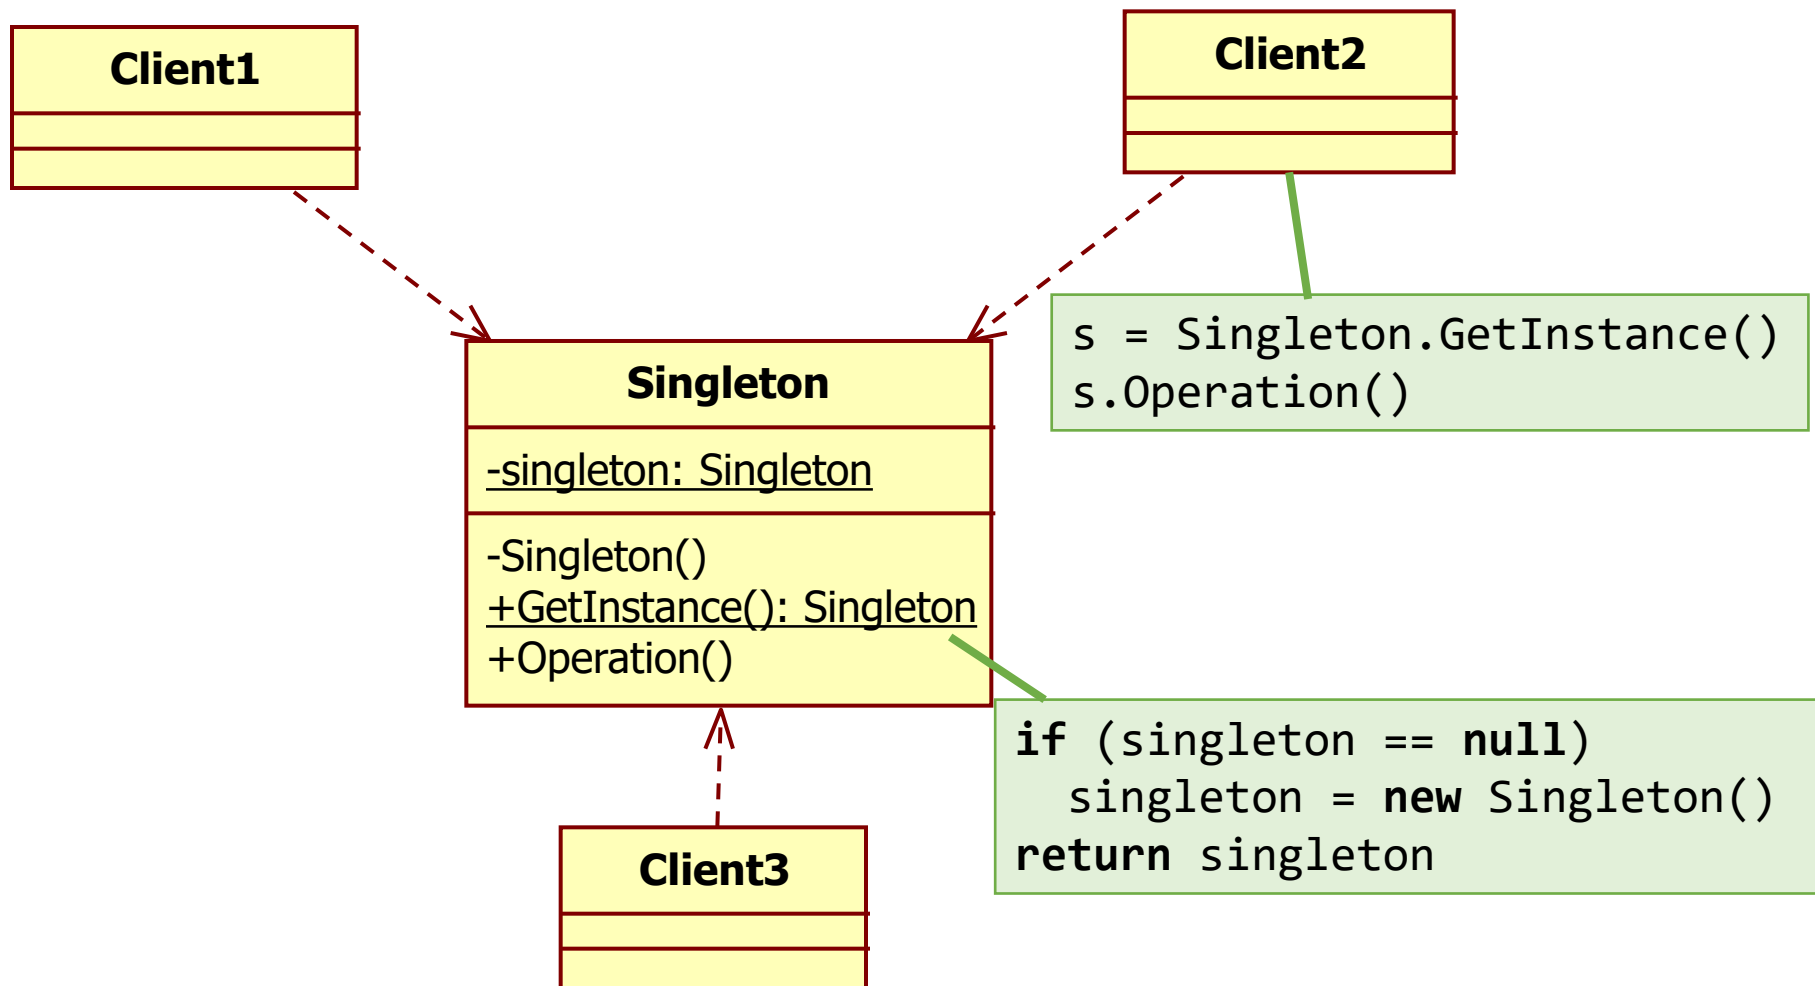 Client1
Client2
s = Singleton.GetInstance()
s.Operation()
Singleton
-singleton: Singleton
-Singleton()
+GetInstance(): Singleton
+Operation()
if (singleton == null)
  singleton = new Singleton()
return singleton
Client3